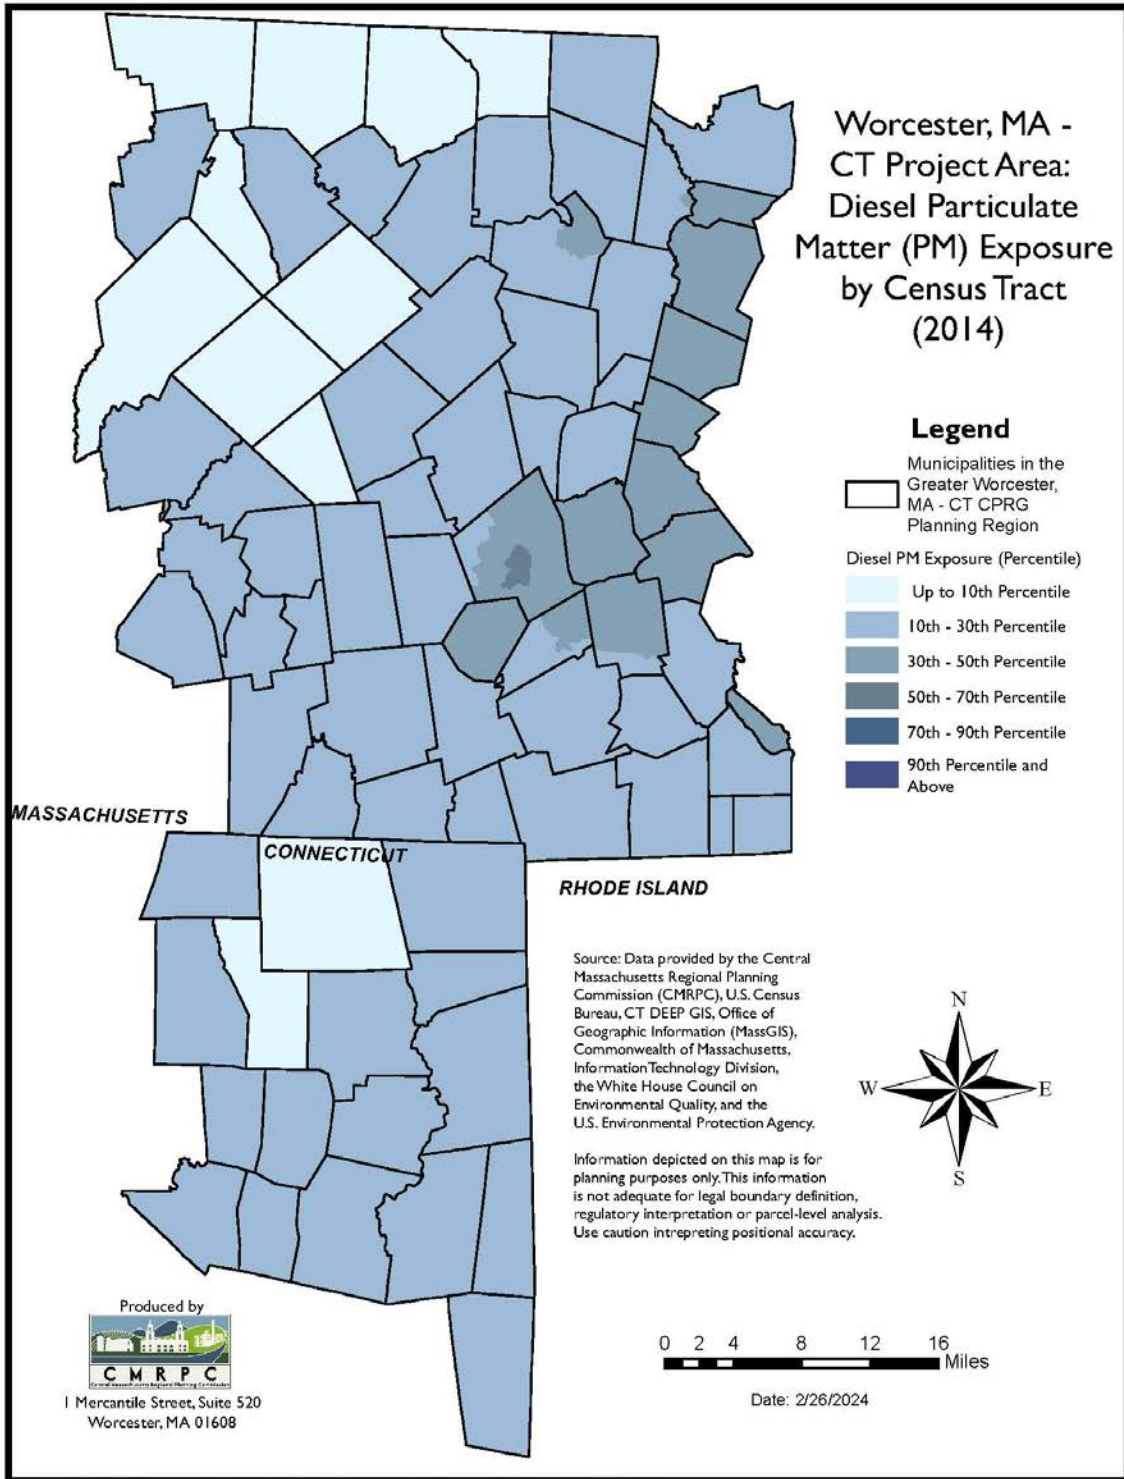 Worcester, MA -
CT Project Area:
Diesel Particulate
Matter (PM) Exposure
by Census Tract
(2014)
Legend
Municipalities in the
Greater Worcester,
MA - CT CPRG
Planning Region
Diesel PM Exposure (Percentile)
Up to 10th Percentile
10th - 30th Percentile
30th - 50th Percentile
50th - 70th Percentile
70th - 90th Percentile
90th Percentile and
Above
MASSACHUSETTS
CONNECTICUT
RHODE ISLAND
Source: Data provided by the Central
Massachusetts Regional Planning
Commission (CMRPC), U.S. Census
Bureau, CT DEEP GIS, Office of
Geographic Information (MassGIS),
Commonwealth of Massachusetts,
Information Technology Division,
the White House Council on
Environmental Quality, and the
U.S. Environmental Protection Agency.
Information depicted on this map is for
planning purposes only. This information
is not adequate for legal boundary definition,
regulatory interpretation or parcel-level analysis.
Use caution intrepreting positional accuracy.
N
W E
S
Produced by
C M R P C
Central Massachusetts Regional Planning Commission
1 Mercantile Street, Suite 520
Worcester, MA 01608
0 2 4 8 12 16
Miles
Date: 2/26/2024